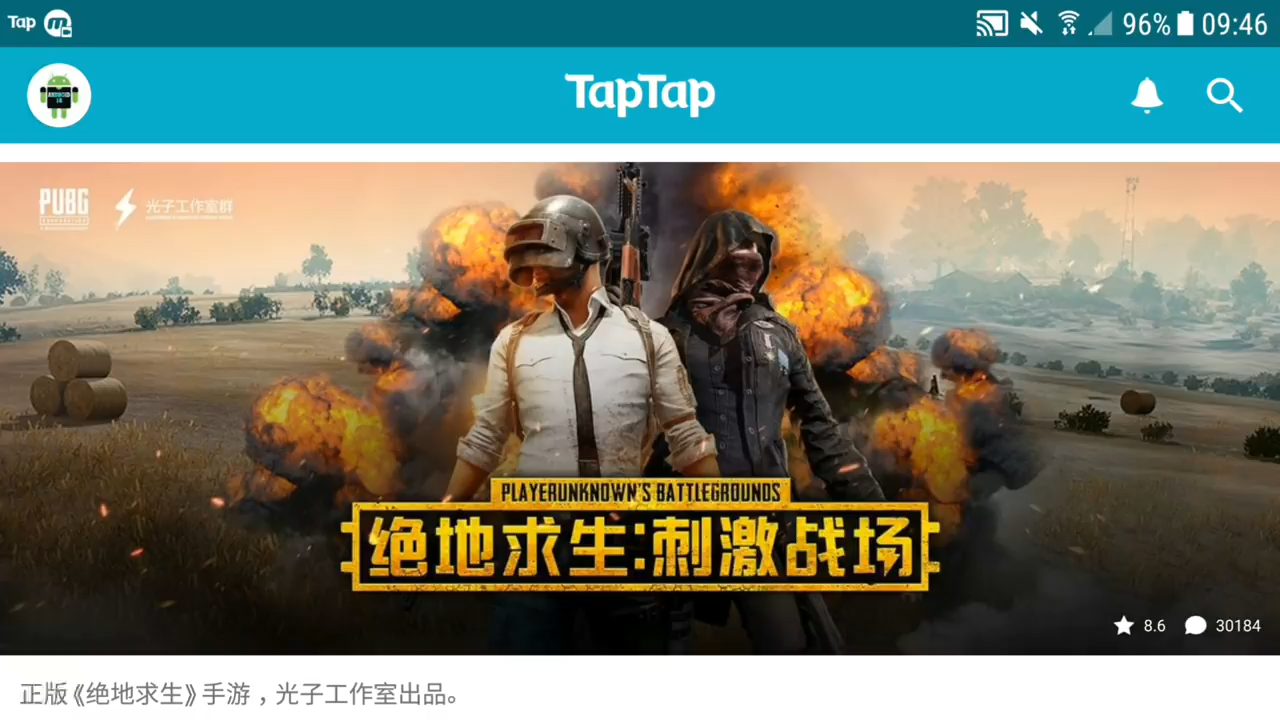 Tap
96% 09:46
TapTap
PUBG
光子工作室群
PLAYERUNKNOWN'S BATTLEGROUNDS
绝地求生:刺激战场
8.6 30184
正版《绝地求生》手游，光子工作室出品。